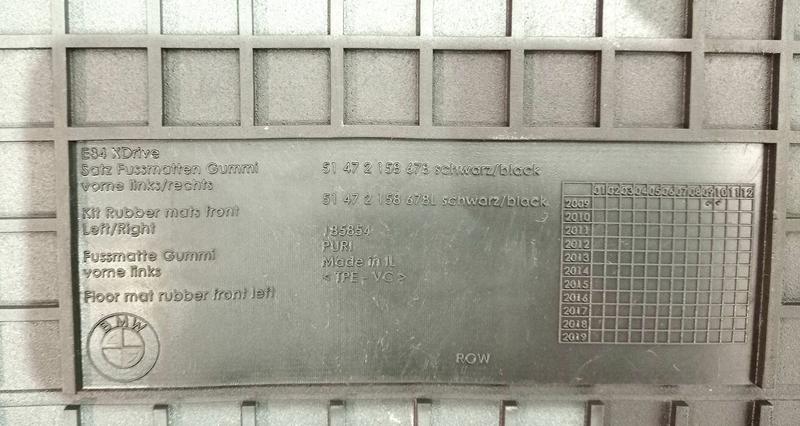 E84 XDrive
Satz Fussmatten Gummi
vorne links/rechts
Kit Rubber mats front
Left/Right
Fussmatte Gummi
vorne links
Floor mat rubber front left
51 47 2 158 678 schwarz/black
51 47 2 158 678L schwarz/black
185854
PURI
Made in IL
< TPE - VC >
BMW
ROW
01 02 03 04 05 06 07 08 09 10 11 12
2009
2010
2011
2012
2013
2014
2015
2016
2017
2018
2019